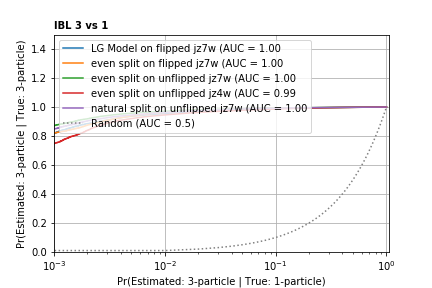 IBL 3 vs 1
Pr(Estimated: 3-particle | True: 3-particle)
1.4
1.2
1.0
0.8
0.6
0.4
0.2
0.0
LG Model on flipped jz7w (AUC = 1.00
even split on flipped jz7w (AUC = 1.00
even split on unflipped jz7w (AUC = 1.00
even split on unflipped jz4w (AUC = 0.99
natural split on unflipped jz7w (AUC = 1.00
Random (AUC = 0.5)
10⁻³ 10⁻² 10⁻¹ 10⁰
Pr(Estimated: 3-particle | True: 1-particle)